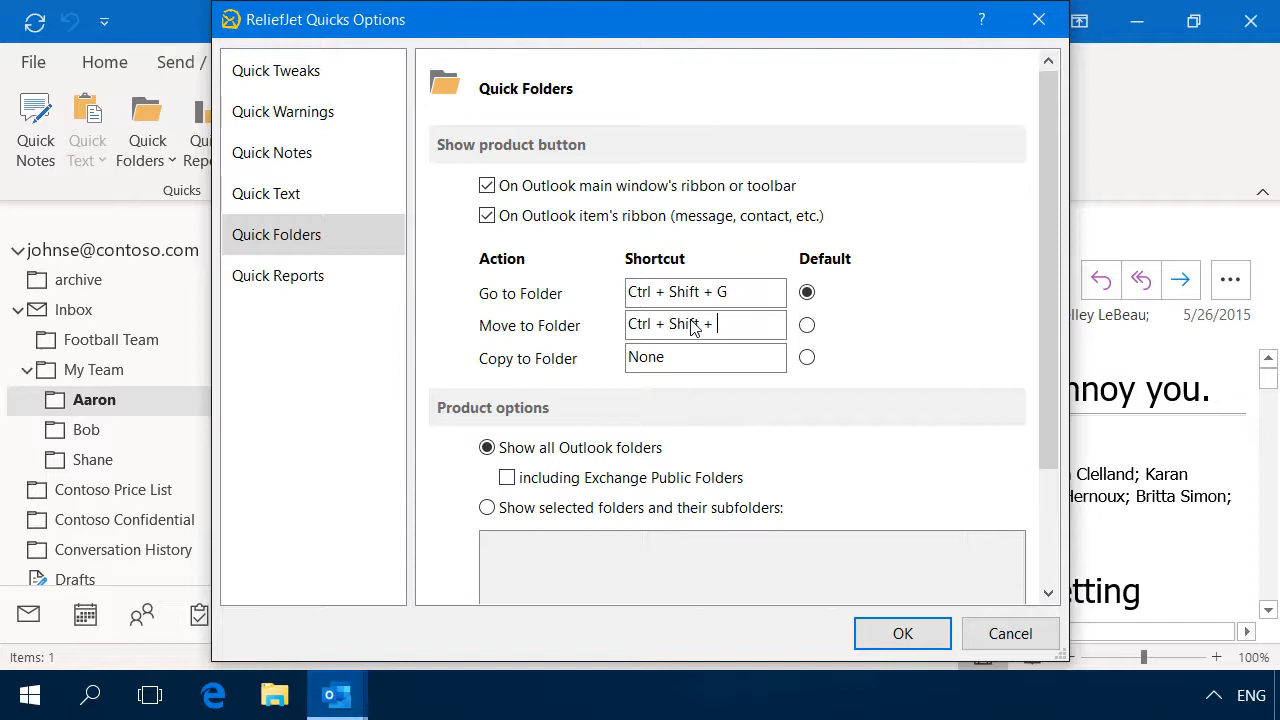 ReliefJet Quicks Options
?
File
Home
Send /
Quick
Notes
Quick
Text
Quick
Folders
Quicks
johnse@contoso.com
archive
Inbox
Football Team
My Team
Aaron
Bob
Shane
Contoso Price List
Contoso Confidential
Conversation History
Drafts
Items: 1
Quick Tweaks
Quick Warnings
Quick Notes
Quick Text
Quick Folders
Quick Reports
Quick Folders
Show product button
On Outlook main window's ribbon or toolbar
On Outlook item's ribbon (message, contact, etc.)
Action Shortcut Default
Go to Folder Ctrl + Shift + G
Move to Folder Ctrl + Shift +
Copy to Folder None
Product options
Show all Outlook folders
including Exchange Public Folders
Show selected folders and their subfolders:
OK Cancel
LeBeau; 5/26/2015
you.
Clelland; Karan
Britta Simon;
100%
ENG